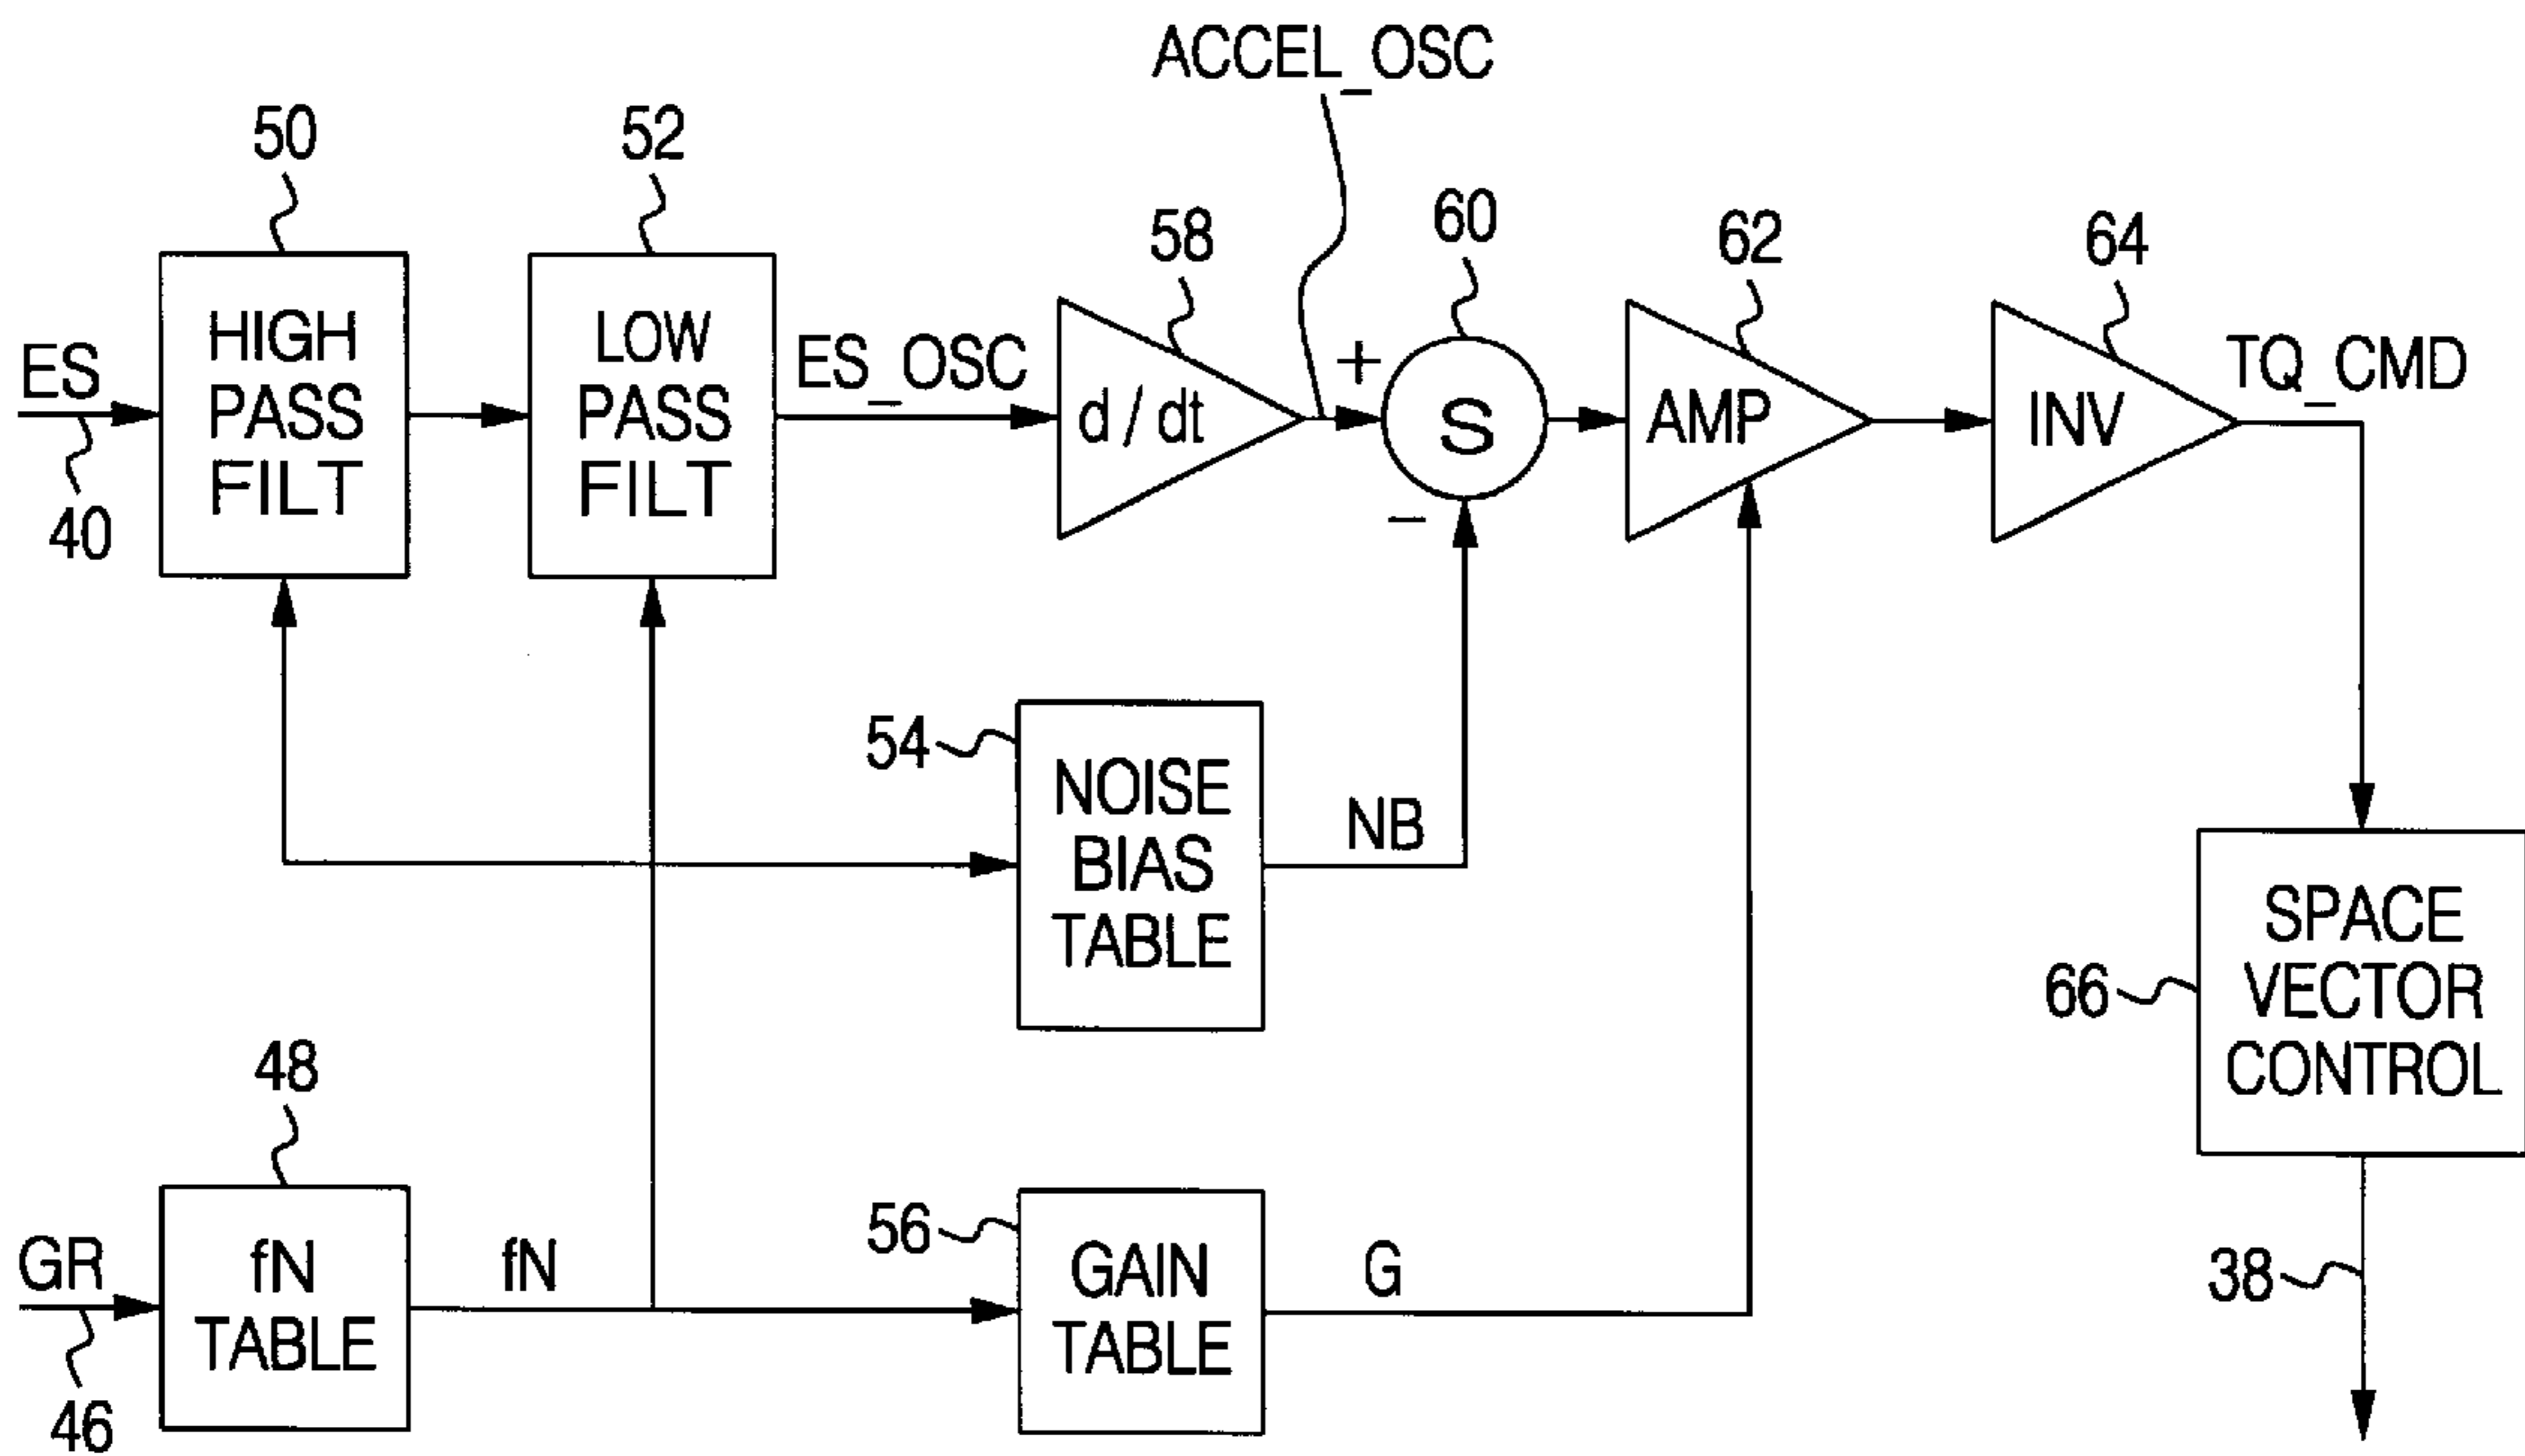 ACCEL_OSC
50
52
58
60
62
64
ES
40
HIGH
PASS
FILT
LOW
PASS
FILT
ES_OSC
d / dt
+
S
-
AMP
INV
TQ_CMD
54
NOISE
BIAS
TABLE
NB
66
SPACE
VECTOR
CONTROL
38
48
GR
46
fN
TABLE
fN
56
GAIN
TABLE
G